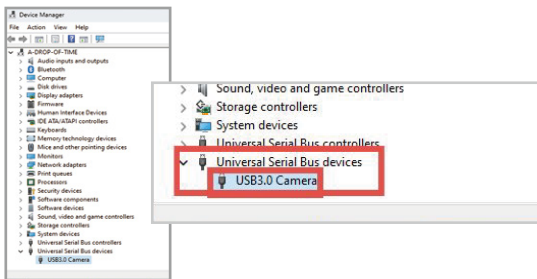 Device Manager
File Action View Help
A-DROP-OF-TIME
Audio inputs and outputs
Bluetooth
Computer
Disk drives
Display adapters
Firmware
Human Interface Devices
IDE ATA/ATAPI controllers
Keyboards
Memory technology devices
Mice and other pointing devices
Monitors
Network adapters
Print queues
Processors
Security devices
Software components
Software devices
Sound, video and game controllers
Storage controllers
System devices
Universal Serial Bus controllers
Universal Serial Bus devices
USB3.0 Camera
Sound, video and game controllers
Storage controllers
System devices
Universal Serial Bus controllers
Universal Serial Bus devices
USB3.0 Camera